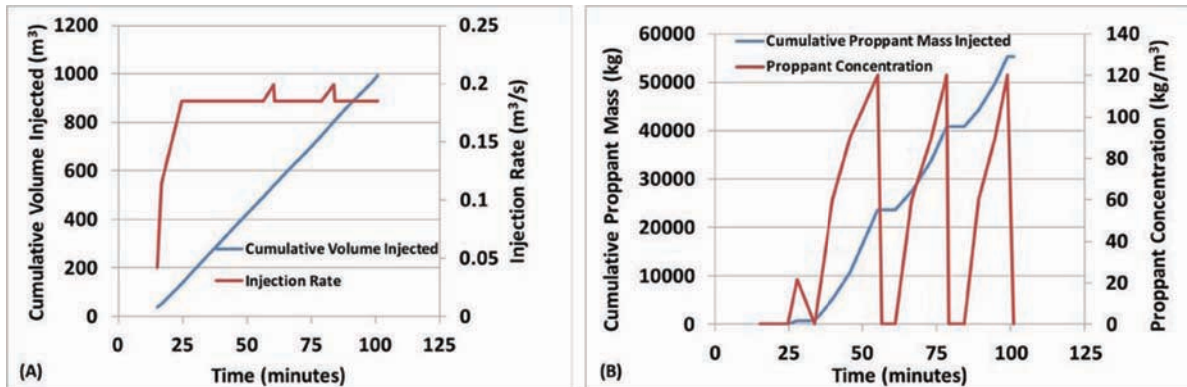 Cumulative Volume Injected (m³)
1200
1000
800
600
400
200
0
0.25
0.2
0.15
0.1
0.05
0
Injection Rate (m³/s)
Cumulative Volume Injected
Injection Rate
0 25 50 75 100 125
Time (minutes)
(A)
Cumulative Proppant Mass (kg)
60000
50000
40000
30000
20000
10000
0
140
120
100
80
60
40
20
0
Proppant Concentration (kg/m³)
Cumulative Proppant Mass Injected
Proppant Concentration
0 25 50 75 100 125
Time (minutes)
(B)